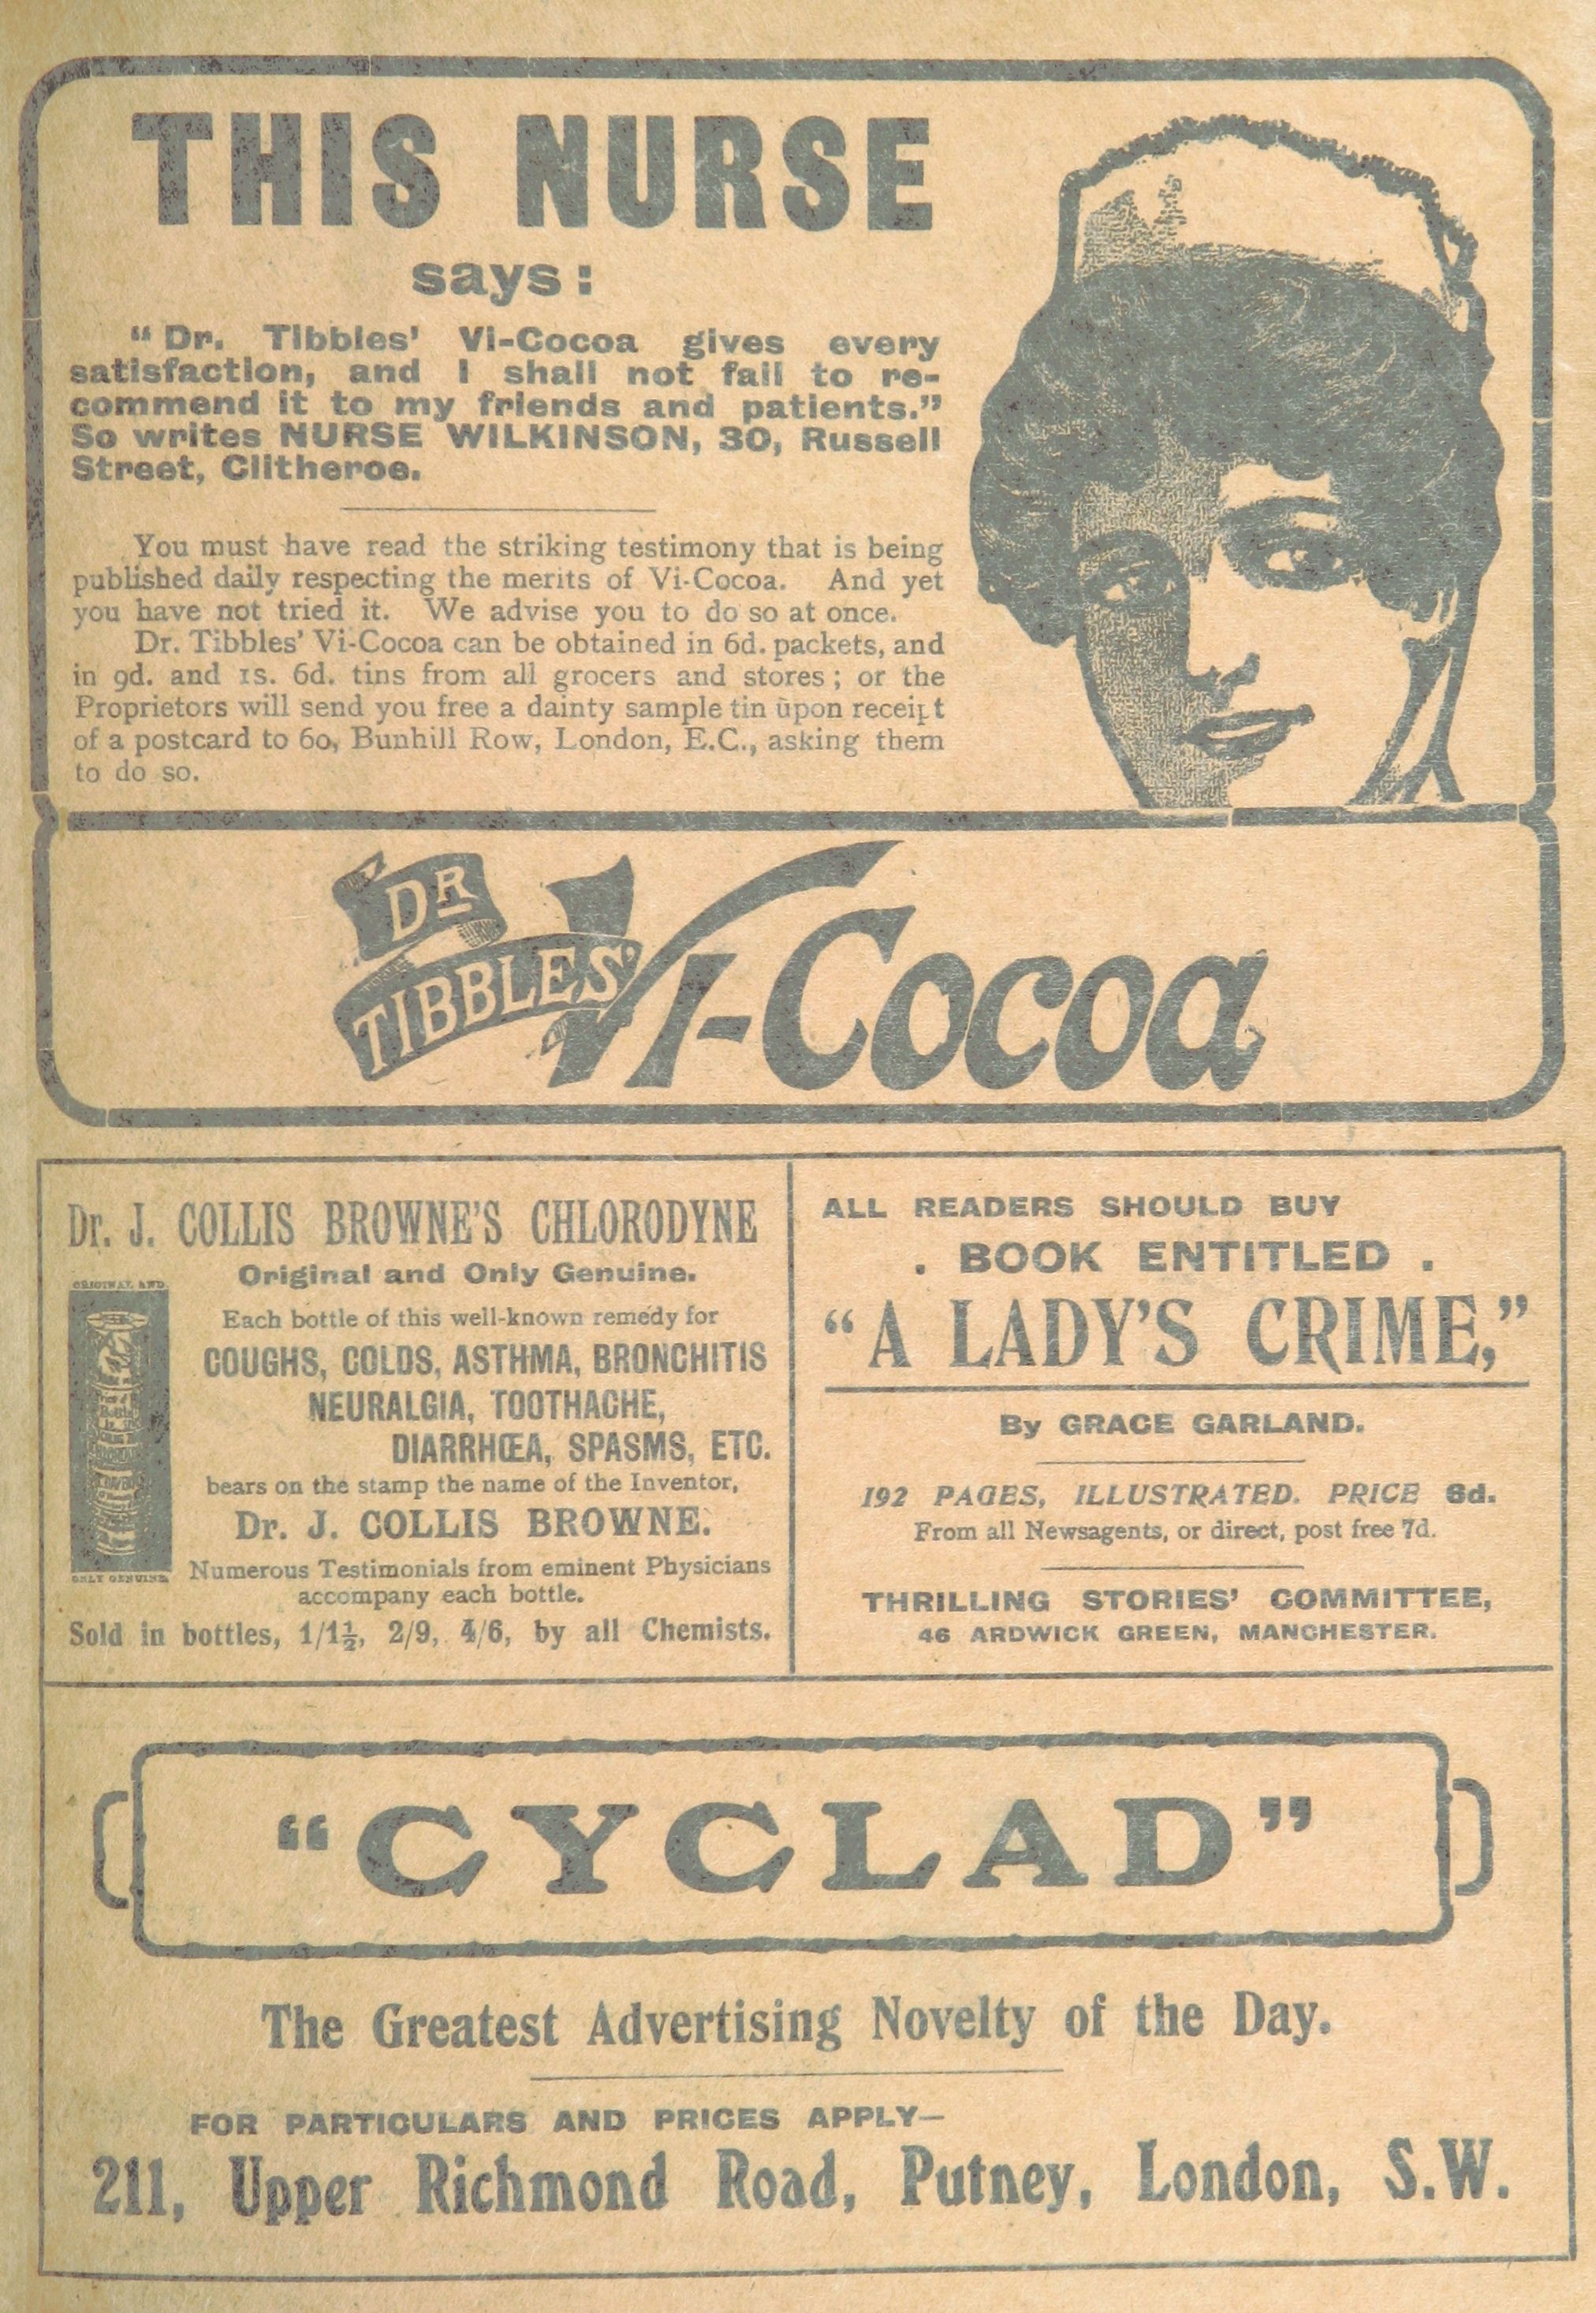 THIS NURSE
says:
“Dr. Tibbles’ Vi-Cocoa gives every
satisfaction, and I shall not fail to re-
commend it to my friends and patients.”
So writes NURSE WILKINSON, 30, Russell
Street, Clitheroe.
You must have read the striking testimony that is being
published daily respecting the merits of Vi-Cocoa. And yet
you have not tried it. We advise you to do so at once.
Dr. Tibbles’ Vi-Cocoa can be obtained in 6d. packets, and
in 9d. and 1s. 6d. tins from all grocers and stores; or the
Proprietors will send you free a dainty sample tin upon receipt
of a postcard to 60, Bunhill Row, London, E.C., asking them
to do so.
DR
TIBBLES’ Vi-Cocoa
Dr. J. COLLIS BROWNE’S CHLORODYNE
Original and Only Genuine.
ORIGINAL AND
Each bottle of this well-known remedy for
COUGHS, COLDS, ASTHMA, BRONCHITIS
NEURALGIA, TOOTHACHE,
DIARRHŒA, SPASMS, ETC.
bears on the stamp the name of the Inventor,
Dr. J. COLLIS BROWNE.
ONLY GENUINE
Numerous Testimonials from eminent Physicians
accompany each bottle.
Sold in bottles, 1/1½, 2/9, 4/6, by all Chemists.
ALL READERS SHOULD BUY
. BOOK ENTITLED .
“A LADY’S CRIME,”
By GRACE GARLAND.
192 PAGES, ILLUSTRATED. PRICE 6d.
From all Newsagents, or direct, post free 7d.
THRILLING STORIES’ COMMITTEE,
46 ARDWICK GREEN, MANCHESTER.
“CYCLAD”
The Greatest Advertising Novelty of the Day.
FOR PARTICULARS AND PRICES APPLY—
211, Upper Richmond Road, Putney, London, S.W.